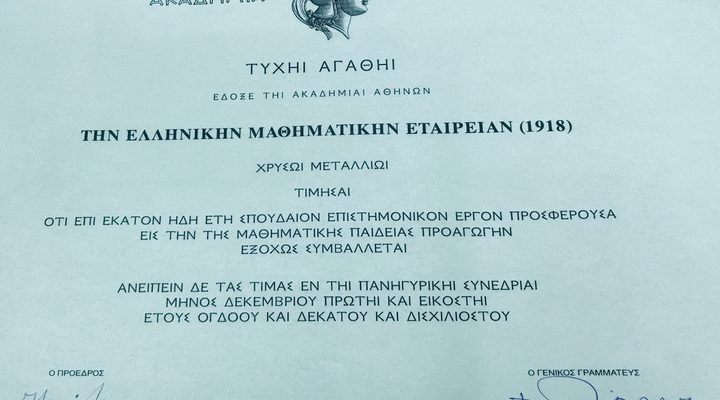 ΤΥΧΗΙ ΑΓΑΘΗΙ
ΕΔΟΞΕ ΤΗΙ ΑΚΑΔΗΜΙΑΙ ΑΘΗΝΩΝ
ΤΗΝ ΕΛΛΗΝΙΚΗΝ ΜΑΘΗΜΑΤΙΚΗΝ ΕΤΑΙΡΕΙΑΝ (1918)
ΧΡΥΣΩΙ ΜΕΤΑΛΛΙΩΙ
ΤΙΜΗΣΑΙ
ΟΤΙ ΕΠΙ ΕΚΑΤΟΝ ΗΔΗ ΕΤΗ ΣΠΟΥΔΑΙΟΝ ΕΠΙΣΤΗΜΟΝΙΚΟΝ ΕΡΓΟΝ ΠΡΟΣΦΕΡΟΥΣΑ
ΕΙΣ ΤΗΝ ΤΗΣ ΜΑΘΗΜΑΤΙΚΗΣ ΠΑΙΔΕΙΑΣ ΠΡΟΑΓΩΓΗΝ
ΕΞΟΧΩΣ ΣΥΜΒΑΛΛΕΤΑΙ
ΑΝΕΙΠΕΙΝ ΔΕ ΤΑΣ ΤΙΜΑΣ ΕΝ ΤΗΙ ΠΑΝΗΓΥΡΙΚΗΙ ΣΥΝΕΔΡΙΑΙ
ΜΗΝΟΣ ΔΕΚΕΜΒΡΙΟΥ ΠΡΩΤΗΙ ΚΑΙ ΕΙΚΟΣΤΗΙ
ΕΤΟΥΣ ΟΓΔΟΟΥ ΚΑΙ ΔΕΚΑΤΟΥ ΚΑΙ ΔΙΣΧΙΛΙΟΣΤΟΥ
Ο ΠΡΟΕΔΡΟΣ
Ο ΓΕΝΙΚΟΣ ΓΡΑΜΜΑΤΕΥΣ